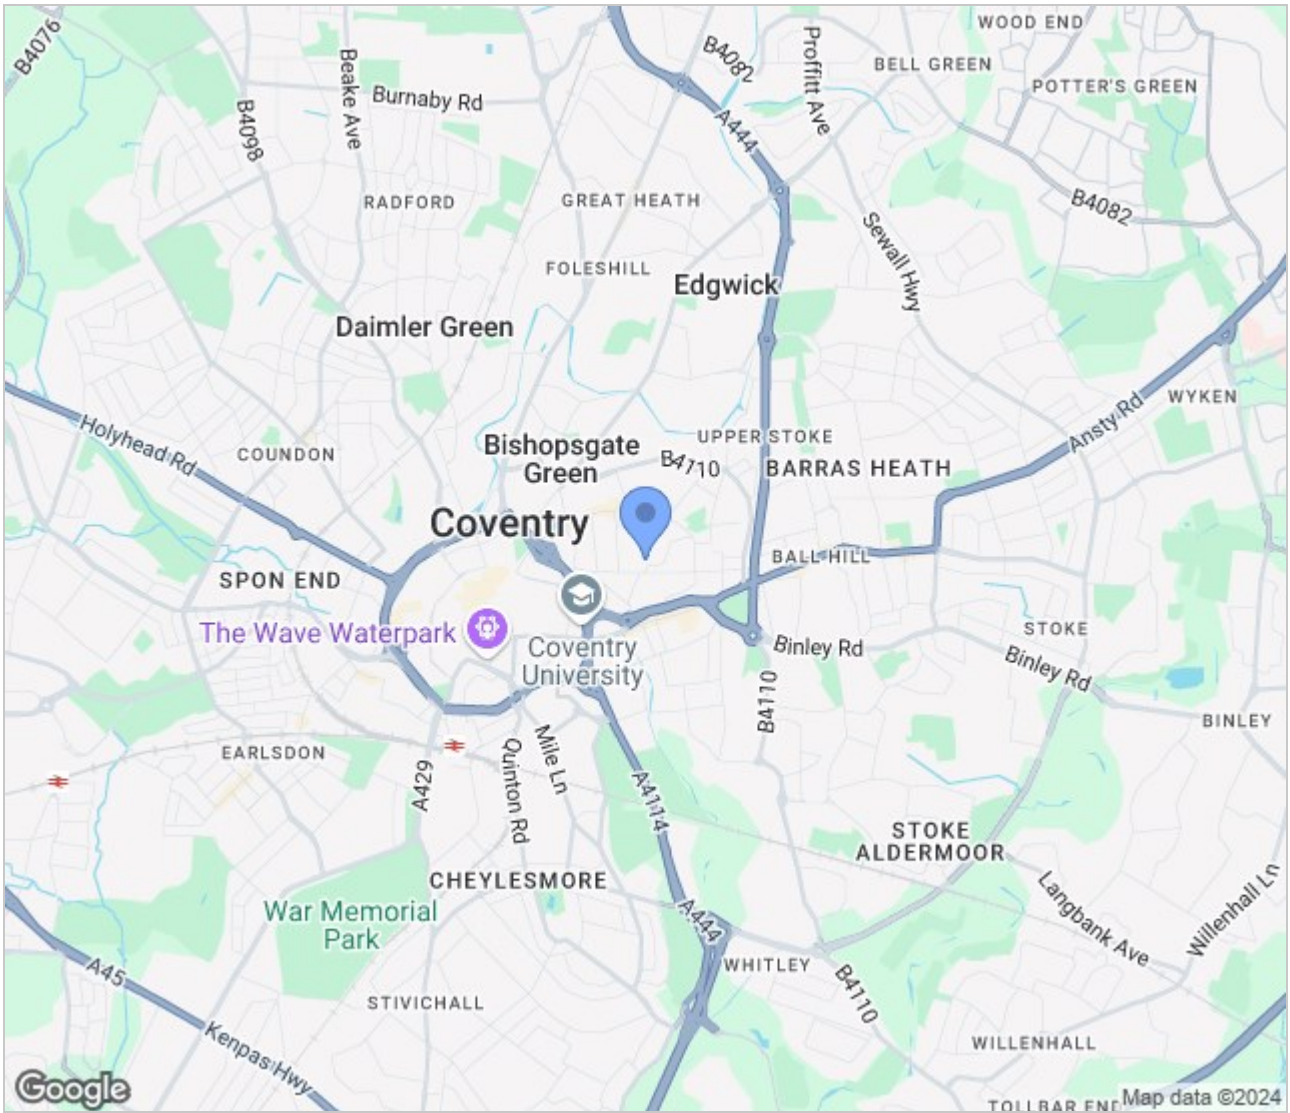 WOOD END
B4076
B4082
Proffitt Ave
BELL GREEN
Beake Ave
POTTER'S GREEN
Burnaby Rd
B4098
A444
RADFORD
GREAT HEATH
B4082
Sewall Hwy
FOLESHILL
Edgwick
Daimler Green
WYKEN
Ansty Rd
Holyhead Rd
UPPER STOKE
Bishopsgate
Green
COUNDON
B4710
BARRAS HEATH
Coventry
BALL HILL
SPON END
The Wave Waterpark
STOKE
Coventry
University
Binley Rd
Binley Rd
B4110
BINLEY
EARLSDON
Mile Ln
Quinton Rd
A429
A4114
STOKE
ALDERMOOR
CHEYLESMORE
Langbank Ave
Willenhall Ln
War Memorial
Park
A444
WHITLEY
A45
B4110
STIVICHALL
Kenpas Hwy
WILLENHALL
Google
Map data ©2024
TOLLBAR END